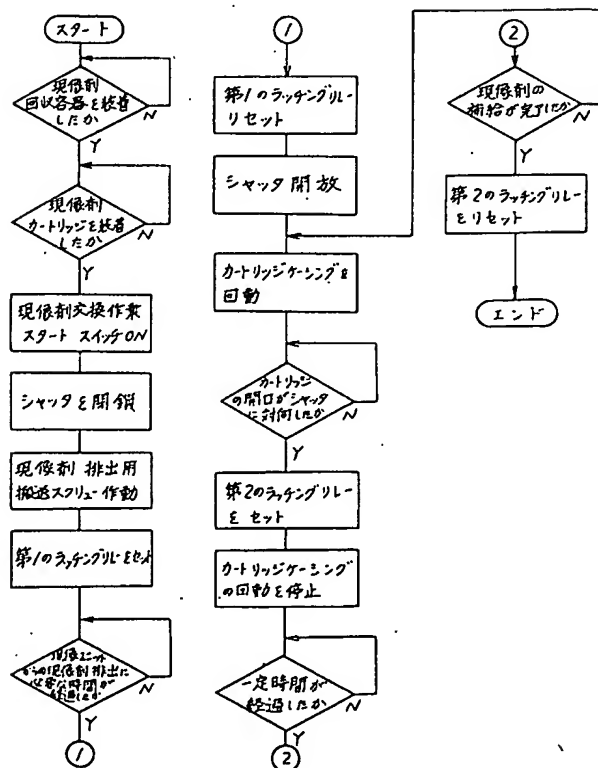 スタート
現像剤
回収容器を装着
したか
N
Y
現像剤
カートリッジを装着
したか
N
Y
現像剤交換作業
スタート スイッチON
シャッタを閉鎖
現像剤 排出用
搬送スクリュー作動
第1のラッチングリレーをセット
現像ユニット
からの現像剤排出に
必要な時間が
経過したか
N
Y
1
1
第1のラッチングリレー
リセット
シャッタ開放
カートリッジケーシングを
回動
カートリッジ
の開口がシャッタ
に対向したか
N
Y
第2のラッチングリレー
をセット
カートリッジケーシング
の回動を停止
一定時間が
経過したか
N
Y
2
2
現像剤の
補給が完了したか
N
Y
第2のラッチングリレー
をリセット
エンド